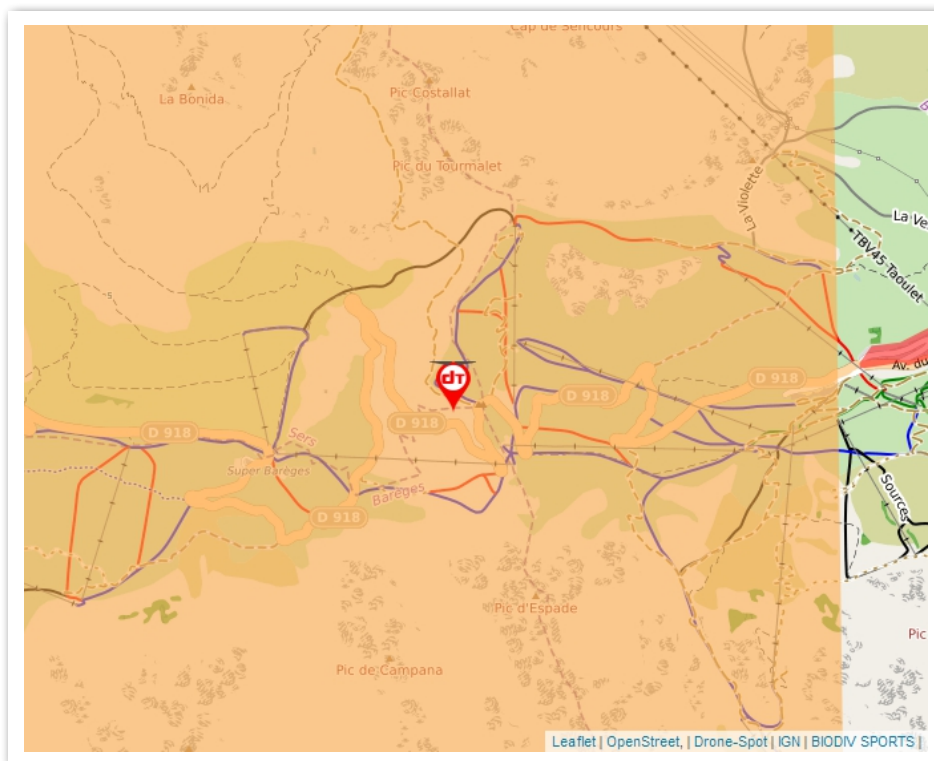 Cap de Sencours
La Bonida
Pic Costallat
Pic du Tourmalet
La Violette
La Ve
TBV45 Taoulet
5
dT
Av. du
D 918
D 918
D 918
D 918
Sers
Super Barèges
Barèges
D 918
Sources
Pic d'Espade
Pic
Pic de Campana
Leaflet | OpenStreet, | Drone-Spot | IGN | BIODIV SPORTS |